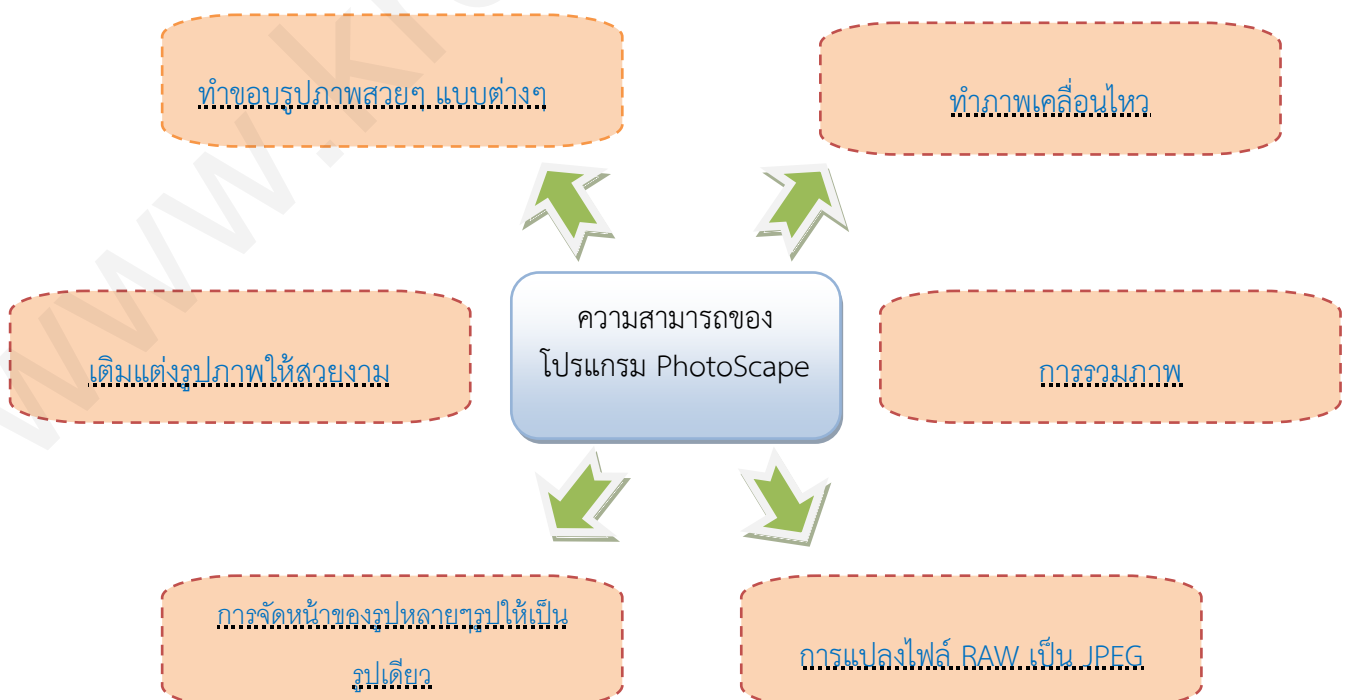 ทำขอบรูปภาพสวยๆ แบบต่างๆ
ทำภาพเคลื่อนไหว
ความสามารถของ
โปรแกรม PhotoScape
เติมแต่งรูปภาพให้สวยงาม
การรวมภาพ
การจัดหน้าของรูปหลายๆรูปให้เป็น
รูปเดียว
การแปลงไฟล์ RAW เป็น JPEG
www.kr